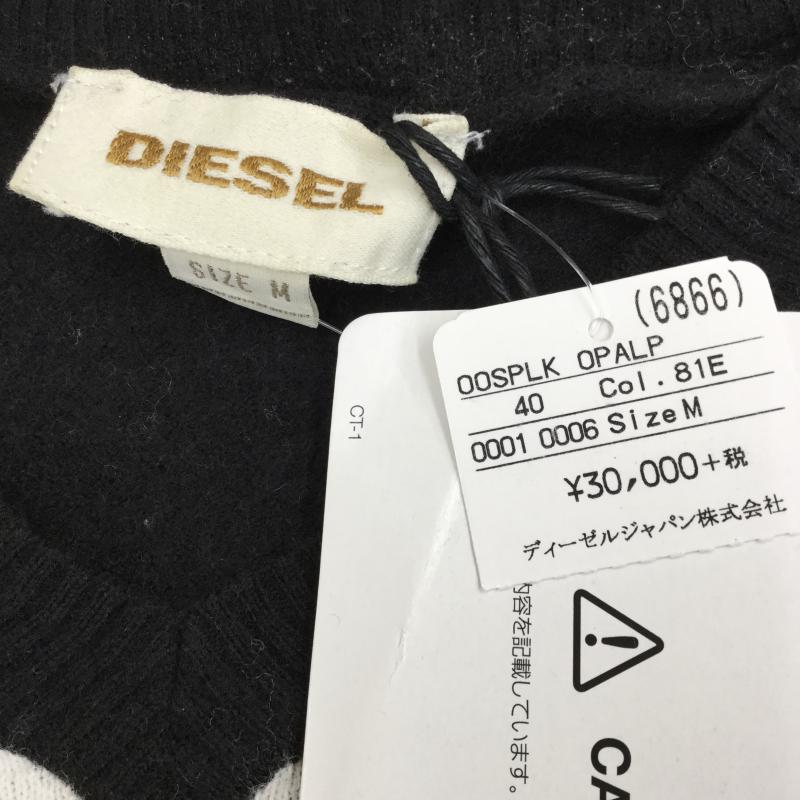 DIESEL
SIZE M
(6866)
OOSPLK OPALP
40 Col.81E
0001 0006 Size M
¥30,000+税
ディーゼルジャパン株式会社
CT-1
内容を記載しています。
CA